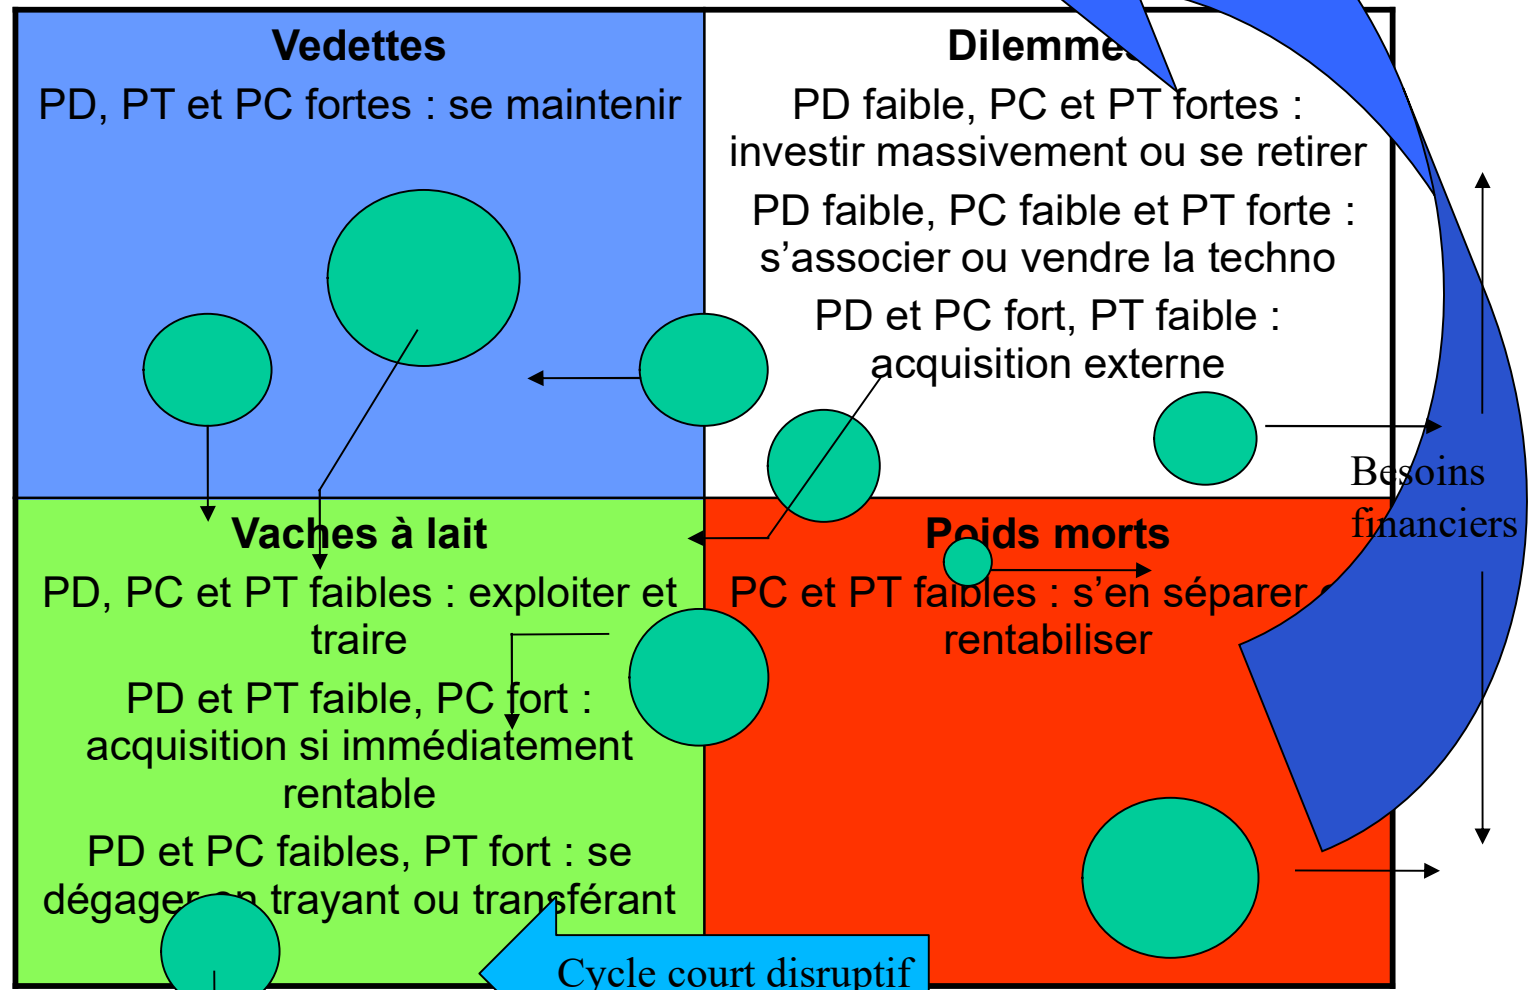 Vedettes
PD, PT et PC fortes : se maintenir
Dilemmes
PD faible, PC et PT fortes :
investir massivement ou se retirer
PD faible, PC faible et PT forte :
s’associer ou vendre la techno
PD et PC fort, PT faible :
acquisition externe
Besoins
financiers
Vaches à lait
PD, PC et PT faibles : exploiter et
traire
PD et PT faible, PC fort :
acquisition si immédiatement
rentable
PD et PC faibles, PT fort : se
dégager en trayant ou transférant
Poids morts
PC et PT faibles : s’en séparer
rentabiliser
Cycle court disruptif